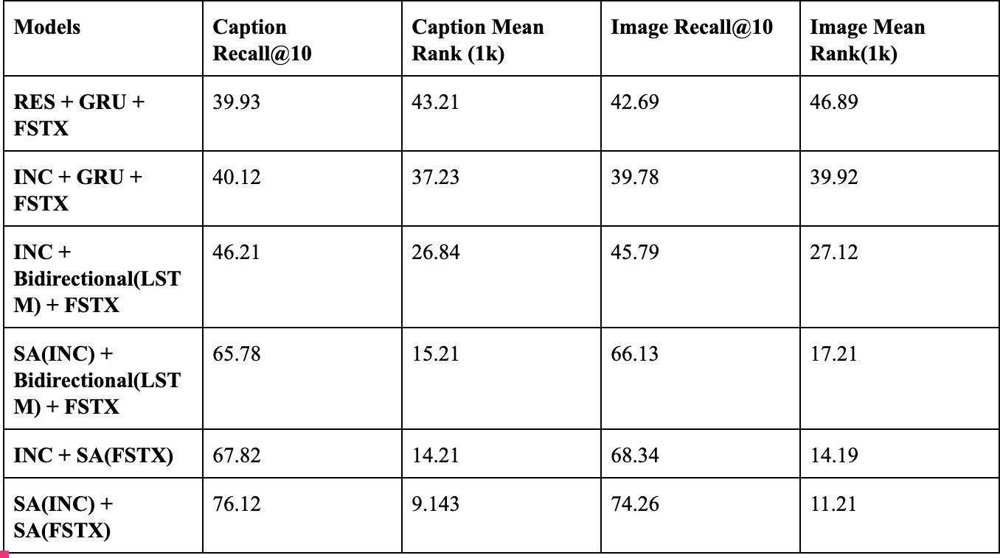 Models
Caption
Recall@10
Caption Mean
Rank (1k)
Image Recall@10
Image Mean
Rank(1k)
RES + GRU +
FSTX
39.93
43.21
42.69
46.89
INC + GRU +
FSTX
40.12
37.23
39.78
39.92
INC +
Bidirectional(LST
M) + FSTX
46.21
26.84
45.79
27.12
SA(INC) +
Bidirectional(LST
M) + FSTX
65.78
15.21
66.13
17.21
INC + SA(FSTX)
67.82
14.21
68.34
14.19
SA(INC) +
SA(FSTX)
76.12
9.143
74.26
11.21